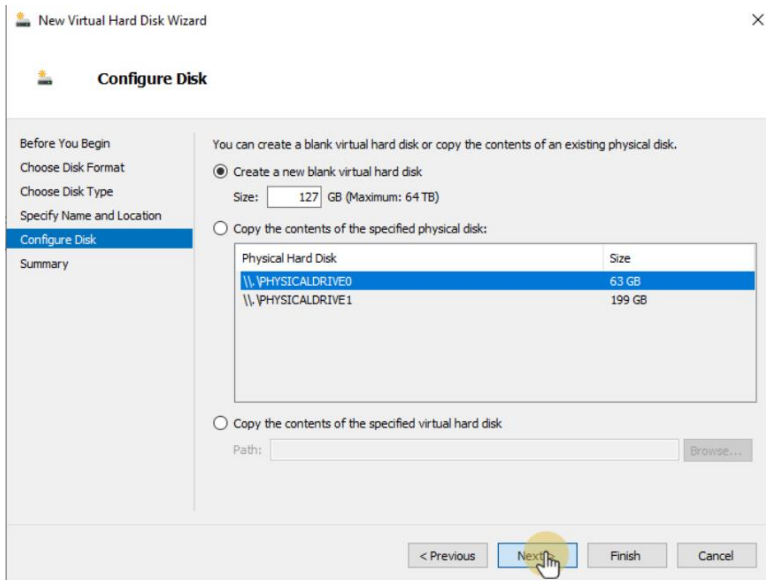 New Virtual Hard Disk Wizard
Configure Disk
Before You Begin
Choose Disk Format
Choose Disk Type
Specify Name and Location
Configure Disk
Summary
You can create a blank virtual hard disk or copy the contents of an existing physical disk.
Create a new blank virtual hard disk
Size: 127 GB (Maximum: 64 TB)
Copy the contents of the specified physical disk:
Physical Hard Disk Size
\\.\PHYSICALDRIVE0 63 GB
\\.\PHYSICALDRIVE1 199 GB
Copy the contents of the specified virtual hard disk
Path: Browse...
< Previous Next > Finish Cancel